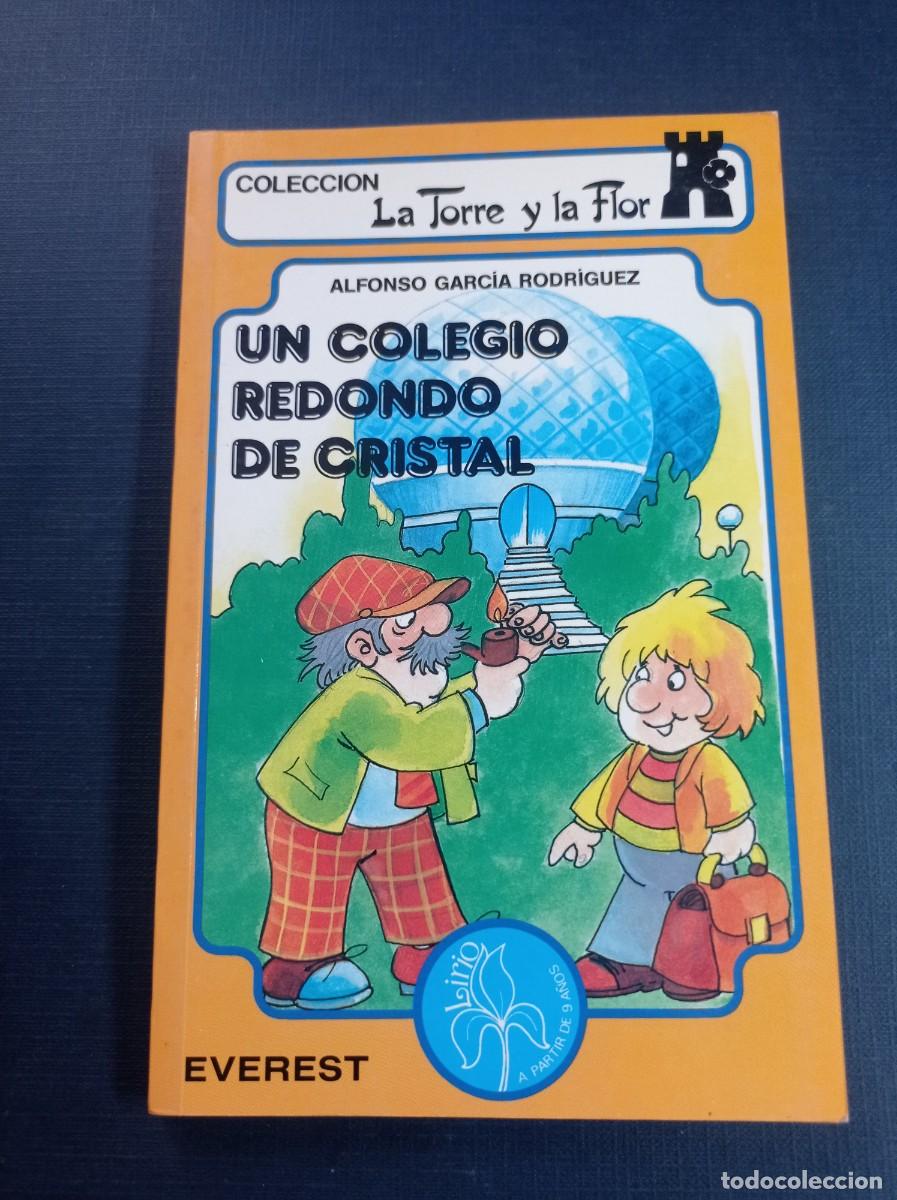 COLECCION
La Torre y la Flor
ALFONSO GARCÍA RODRÍGUEZ
UN COLEGIO
REDONDO
DE CRISTAL
Lirio
A PARTIR DE 9 AÑOS
EVEREST
todocoleccion